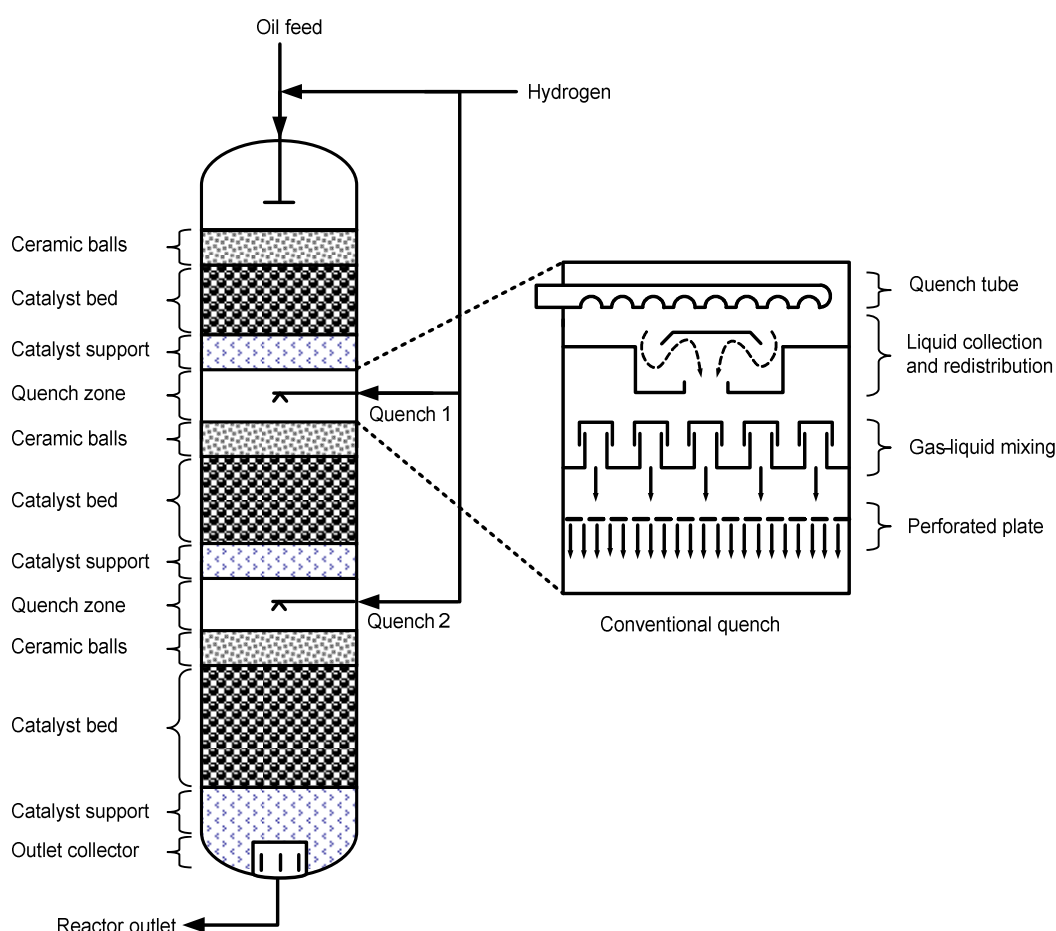 Oil feed
Hydrogen
Ceramic balls
Catalyst bed
Catalyst support
Quench zone
Quench 1
Ceramic balls
Catalyst bed
Catalyst support
Quench zone
Quench 2
Ceramic balls
Catalyst bed
Catalyst support
Outlet collector
Reactor outlet
Quench tube
Liquid collection
and redistribution
Gas-liquid mixing
Perforated plate
Conventional quench